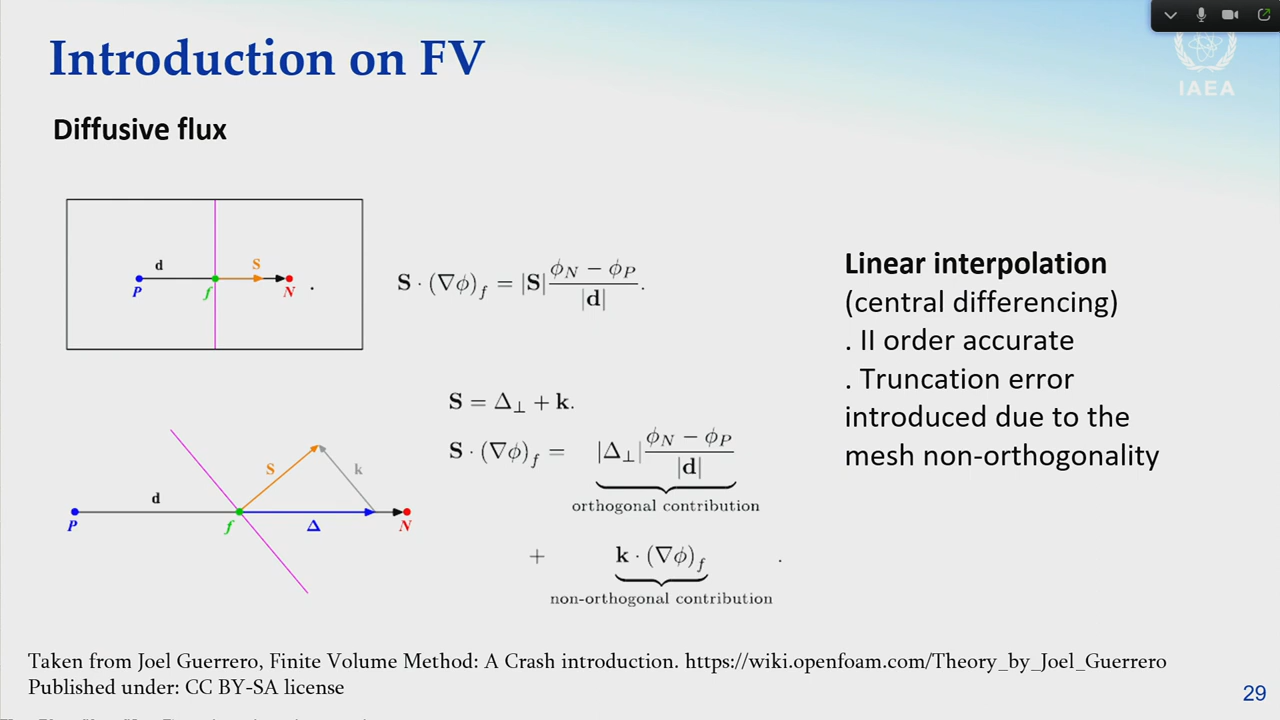 Introduction on FV
IAEA
Diffusive flux
d
S
P
f
N
.
S · (∇ϕ)_f = |S| (ϕ_N − ϕ_P)/|d|.
Linear interpolation
(central differencing)
. II order accurate
. Truncation error
introduced due to the
mesh non-orthogonality
S = Δ⊥ + k.
S · (∇ϕ)_f = |Δ⊥| (ϕ_N − ϕ_P)/|d|
orthogonal contribution
+ k · (∇ϕ)_f .
non-orthogonal contribution
S
k
d
P
f
Δ
N
Taken from Joel Guerrero, Finite Volume Method: A Crash introduction. https://wiki.openfoam.com/Theory_by_Joel_Guerrero
Published under: CC BY-SA license
29